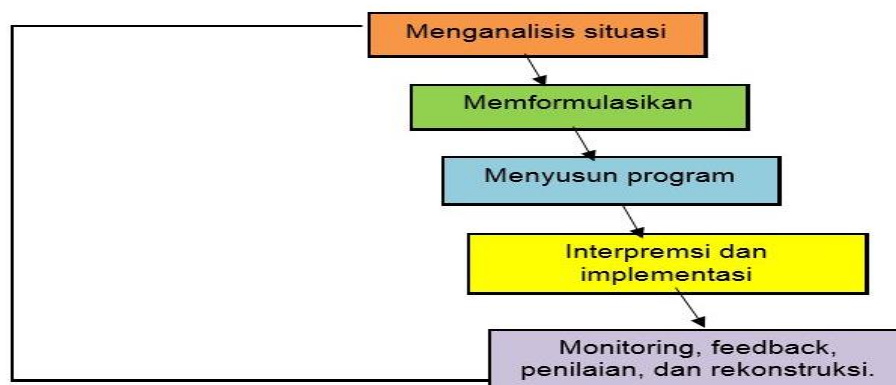 Menganalisis situasi
Memformulasikan
Menyusun program
Interpremsi dan
implementasi
Monitoring, feedback,
penilaian, dan rekonstruksi.